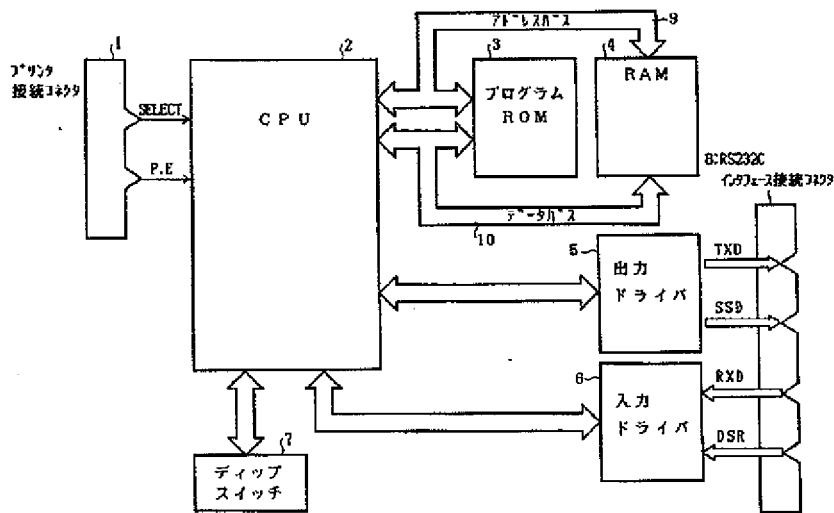 1
プリンタ
接続コネクタ
SELECT
P.E
2
CPU
アドレスバス
9
3
プログラム
ROM
4
RAM
データバス
10
8:RS232C
インタフェース接続コネクタ
5
出力
ドライバ
TXD
SSD
6
入力
ドライバ
RXD
DSR
7
ディップ
スイッチ